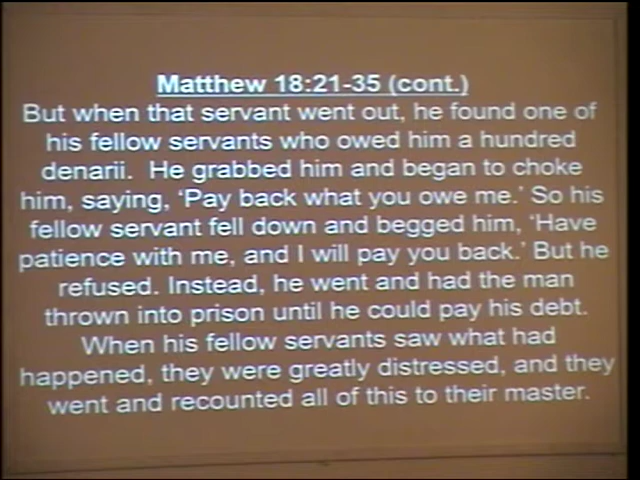 Matthew 18:21-35 (cont.)
But when that servant went out, he found one of
his fellow servants who owed him a hundred
denarii. He grabbed him and began to choke
him, saying, ‘Pay back what you owe me.’ So his
fellow servant fell down and begged him, ‘Have
patience with me, and I will pay you back.’ But he
refused. Instead, he went and had the man
thrown into prison until he could pay his debt.
When his fellow servants saw what had
happened, they were greatly distressed, and they
went and recounted all of this to their master.